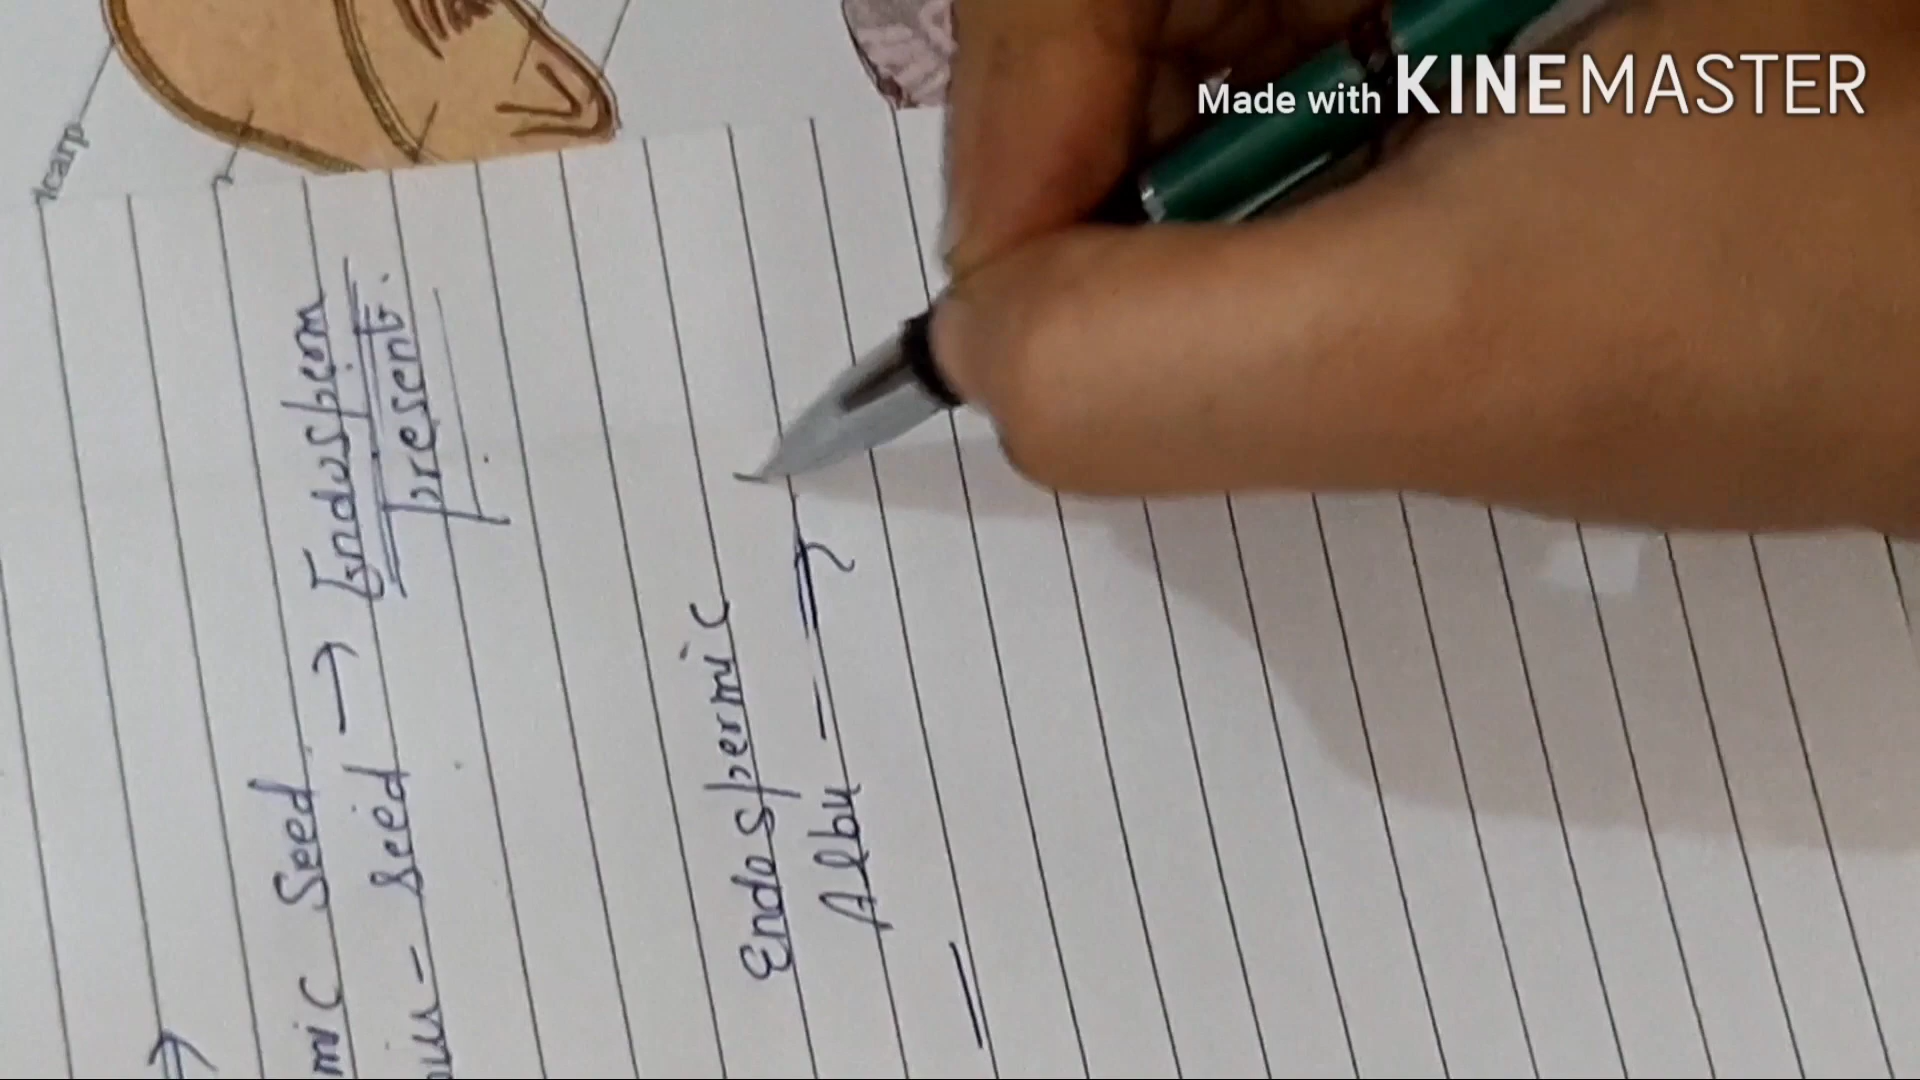 Made with KINEMASTER
carp
mic Seed → Endosperm
seed → present.
Endospermic
Albu